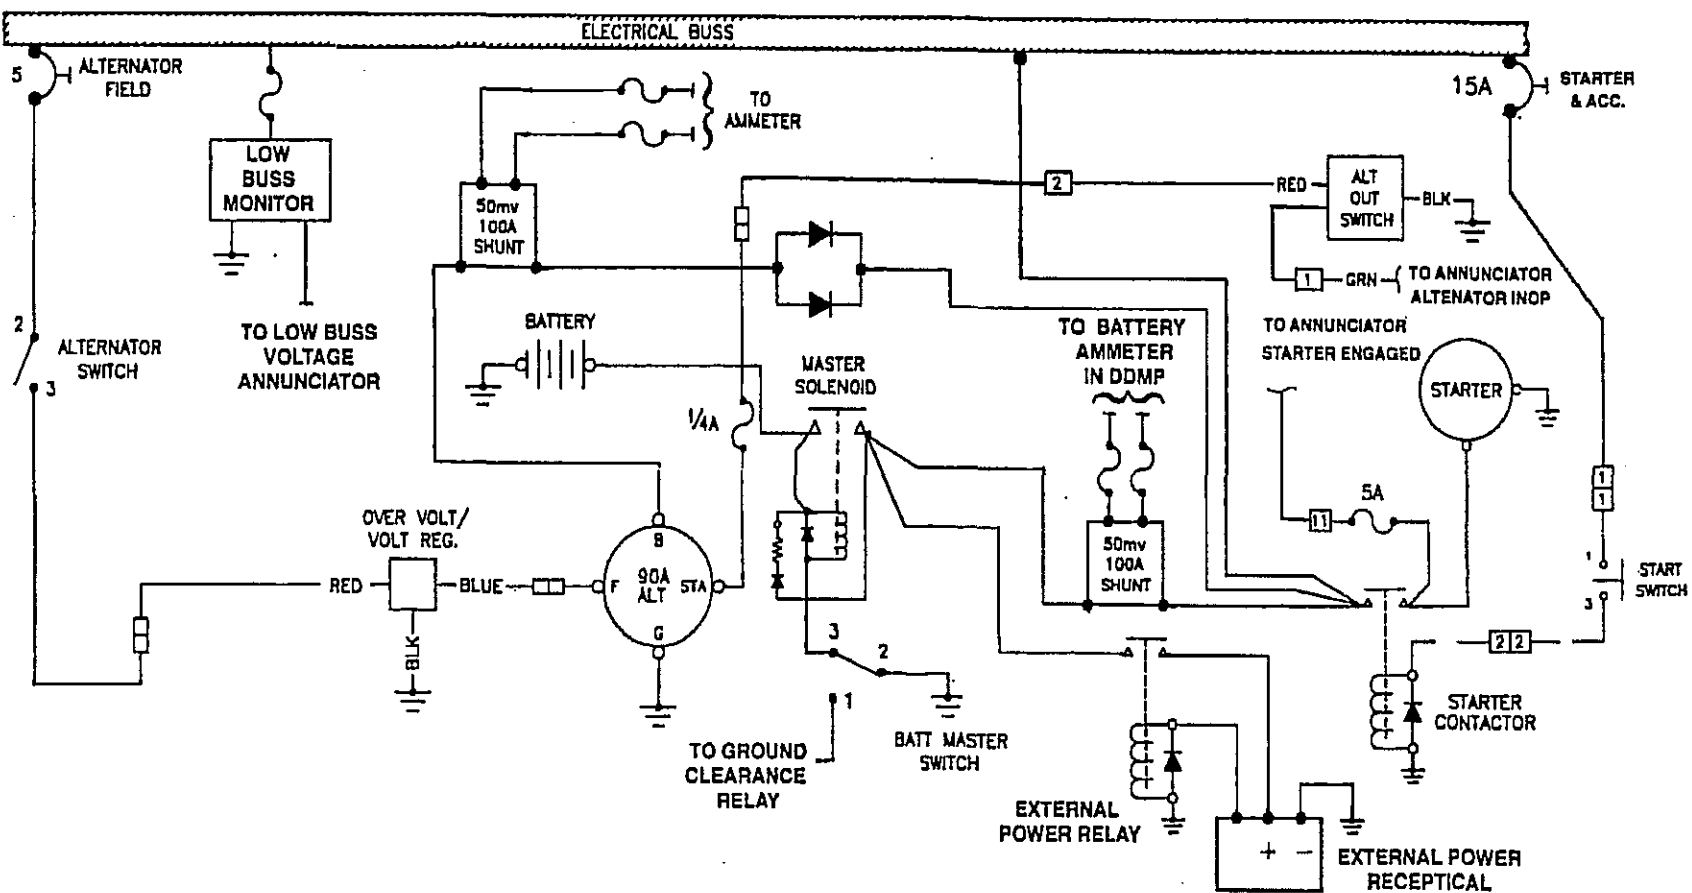 ELECTRICAL BUSS
5
ALTERNATOR
FIELD
LOW
BUSS
MONITOR
TO LOW BUSS
VOLTAGE
ANNUNCIATOR
2
ALTERNATOR
SWITCH
3
TO
AMMETER
50mv
100A
SHUNT
BATTERY
1/4A
MASTER
SOLENOID
OVER VOLT/
VOLT REG.
RED
BLUE
BLK
B
F
90A
ALT
STA
G
3
2
1
TO GROUND
CLEARANCE
RELAY
BATT MASTER
SWITCH
2
RED
ALT
OUT
SWITCH
BLK
1
GRN
TO ANNUNCIATOR
ALTENATOR INOP
15A
STARTER
& ACC.
TO BATTERY
AMMETER
IN DDMP
50mv
100A
SHUNT
TO ANNUNCIATOR
STARTER ENGAGED
STARTER
11
5A
1
1
1
3
START
SWITCH
2 2
STARTER
CONTACTOR
EXTERNAL
POWER RELAY
+ −
EXTERNAL POWER
RECEPTICAL